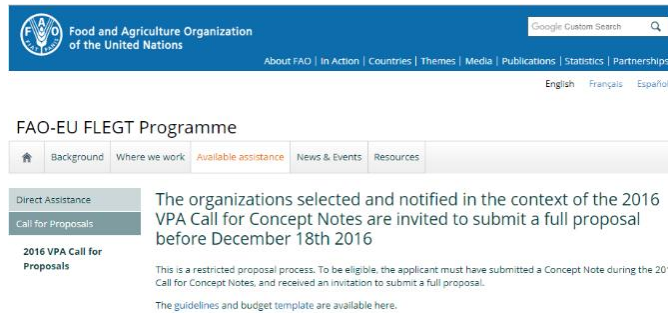 Food and Agriculture Organization
of the United Nations
Google Custom Search
About FAO | In Action | Countries | Themes | Media | Publications | Statistics | Partnerships
English Français Español
FAO-EU FLEGT Programme
Background Where we work Available assistance News & Events Resources
Direct Assistance
Call for Proposals
2016 VPA Call for
Proposals
The organizations selected and notified in the context of the 2016
VPA Call for Concept Notes are invited to submit a full proposal
before December 18th 2016
This is a restricted proposal process. To be eligible, the applicant must have submitted a Concept Note during the 20
Call for Concept Notes, and received an invitation to submit a full proposal.
The guidelines and budget template are available here.